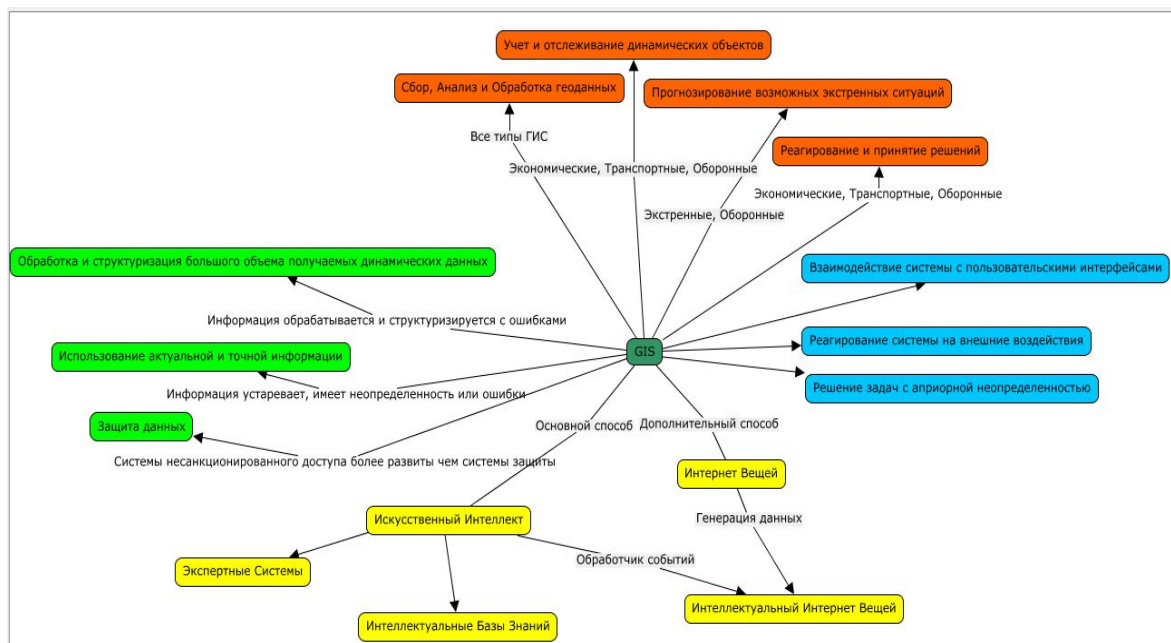 Учет и отслеживание динамических объектов
Сбор, Анализ и Обработка геоданных
Прогнозирование возможных экстренных ситуаций
Все типы ГИС
Реагирование и принятие решений
Экономические, Транспортные, Оборонные
Экономические, Транспортные, Оборонные
Экстренные, Оборонные
Обработка и структуризация большого объема получаемых динамических данных
Взаимодействие системы с пользовательскими интерфейсами
Информация обрабатывается и структуризируется с ошибками
Реагирование системы на внешние воздействия
GIS
Использование актуальной и точной информации
Решение задач с априорной неопределенностью
Информация устаревает, имеет неопределенность или ошибки
Защита данных
Основной способ
Дополнительный способ
Системы несанкционированного доступа более развиты чем системы защиты
Интернет Вещей
Искусственный Интеллект
Генерация данных
Обработчик событий
Экспертные Системы
Интеллектуальный Интернет Вещей
Интеллектуальные Базы Знаний